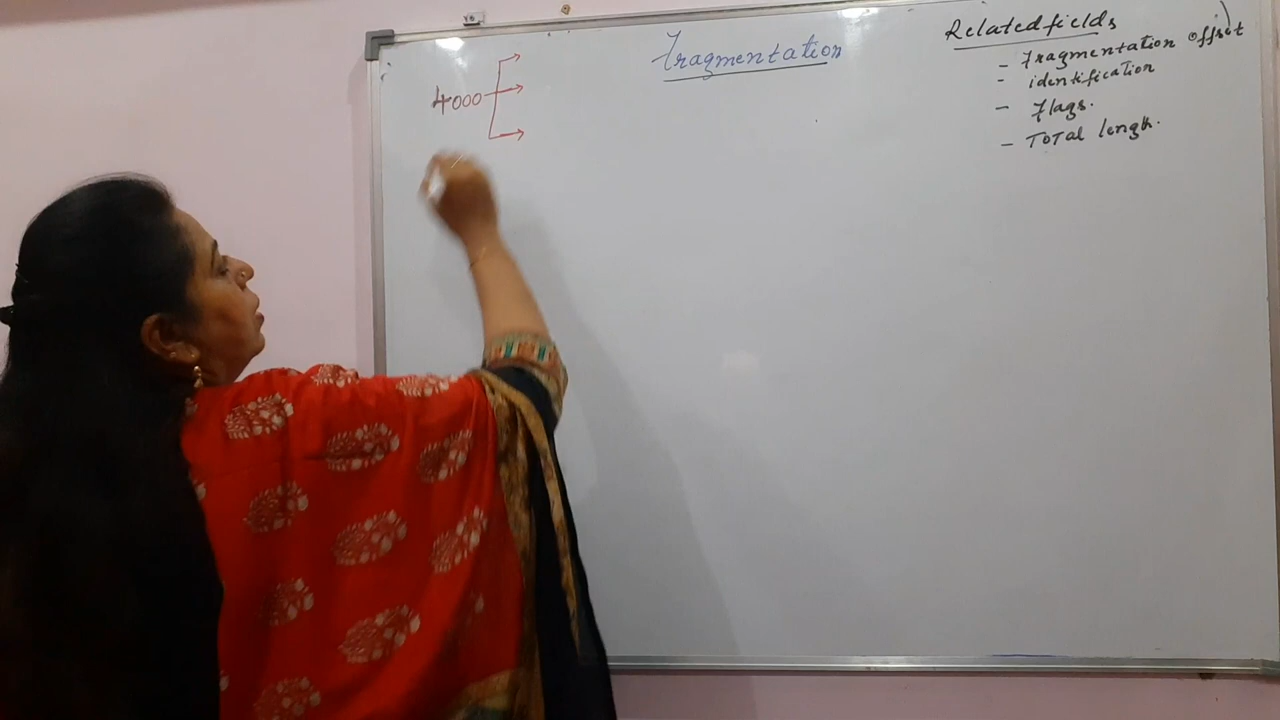 Fragmentation
4000
Related fields
- Fragmentation offset
- identification
- Flags.
- Total length.